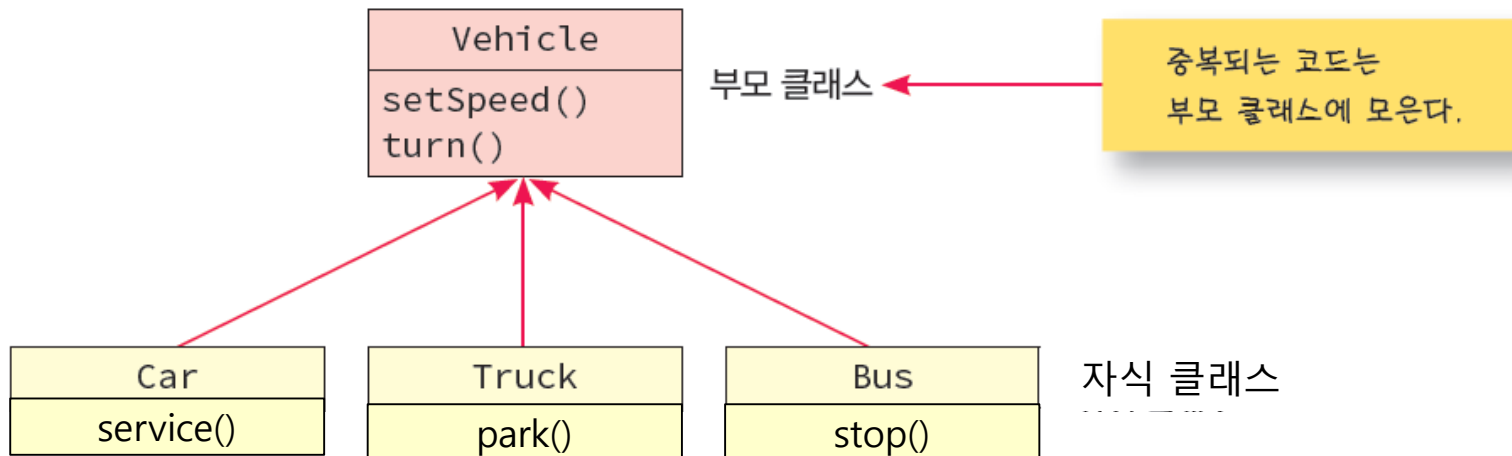 Vehicle
setSpeed()
turn()
부모 클래스
중복되는 코드는
부모 클래스에 모은다.
Car
service()
Truck
park()
Bus
stop()
자식 클래스